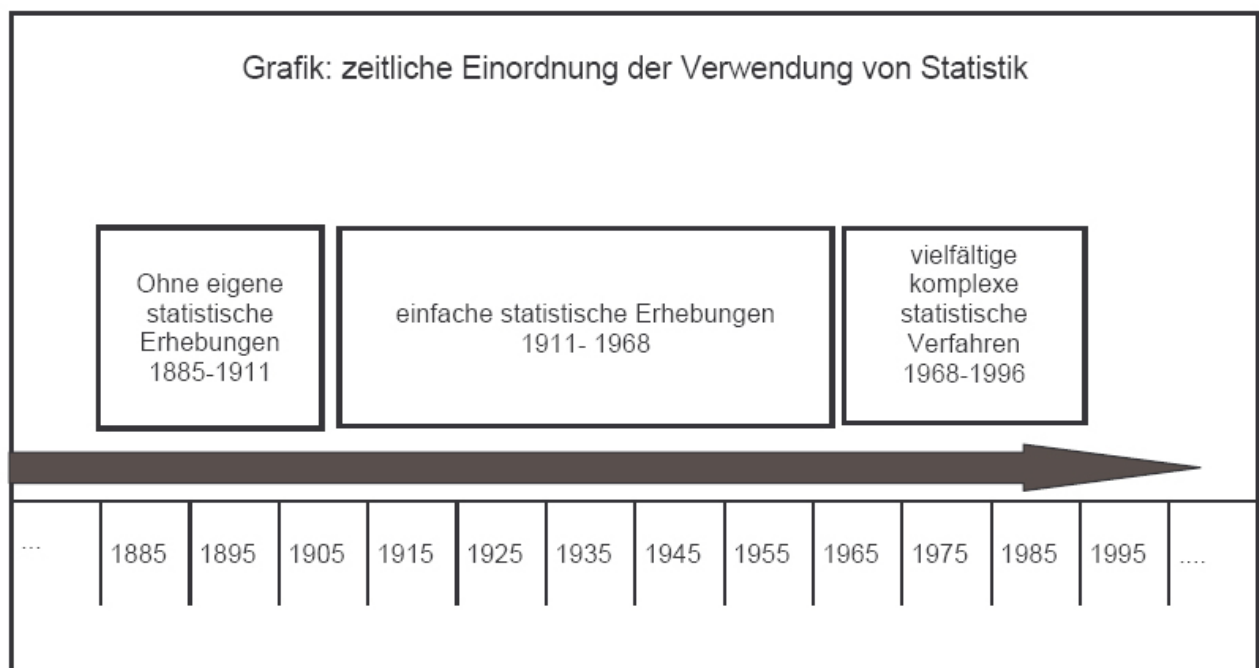 Grafik: zeitliche Einordnung der Verwendung von Statistik
Ohne eigene
statistische
Erhebungen
1885-1911
einfache statistische Erhebungen
1911- 1968
vielfältige
komplexe
statistische
Verfahren
1968-1996
... 1885 1895 1905 1915 1925 1935 1945 1955 1965 1975 1985 1995 ....